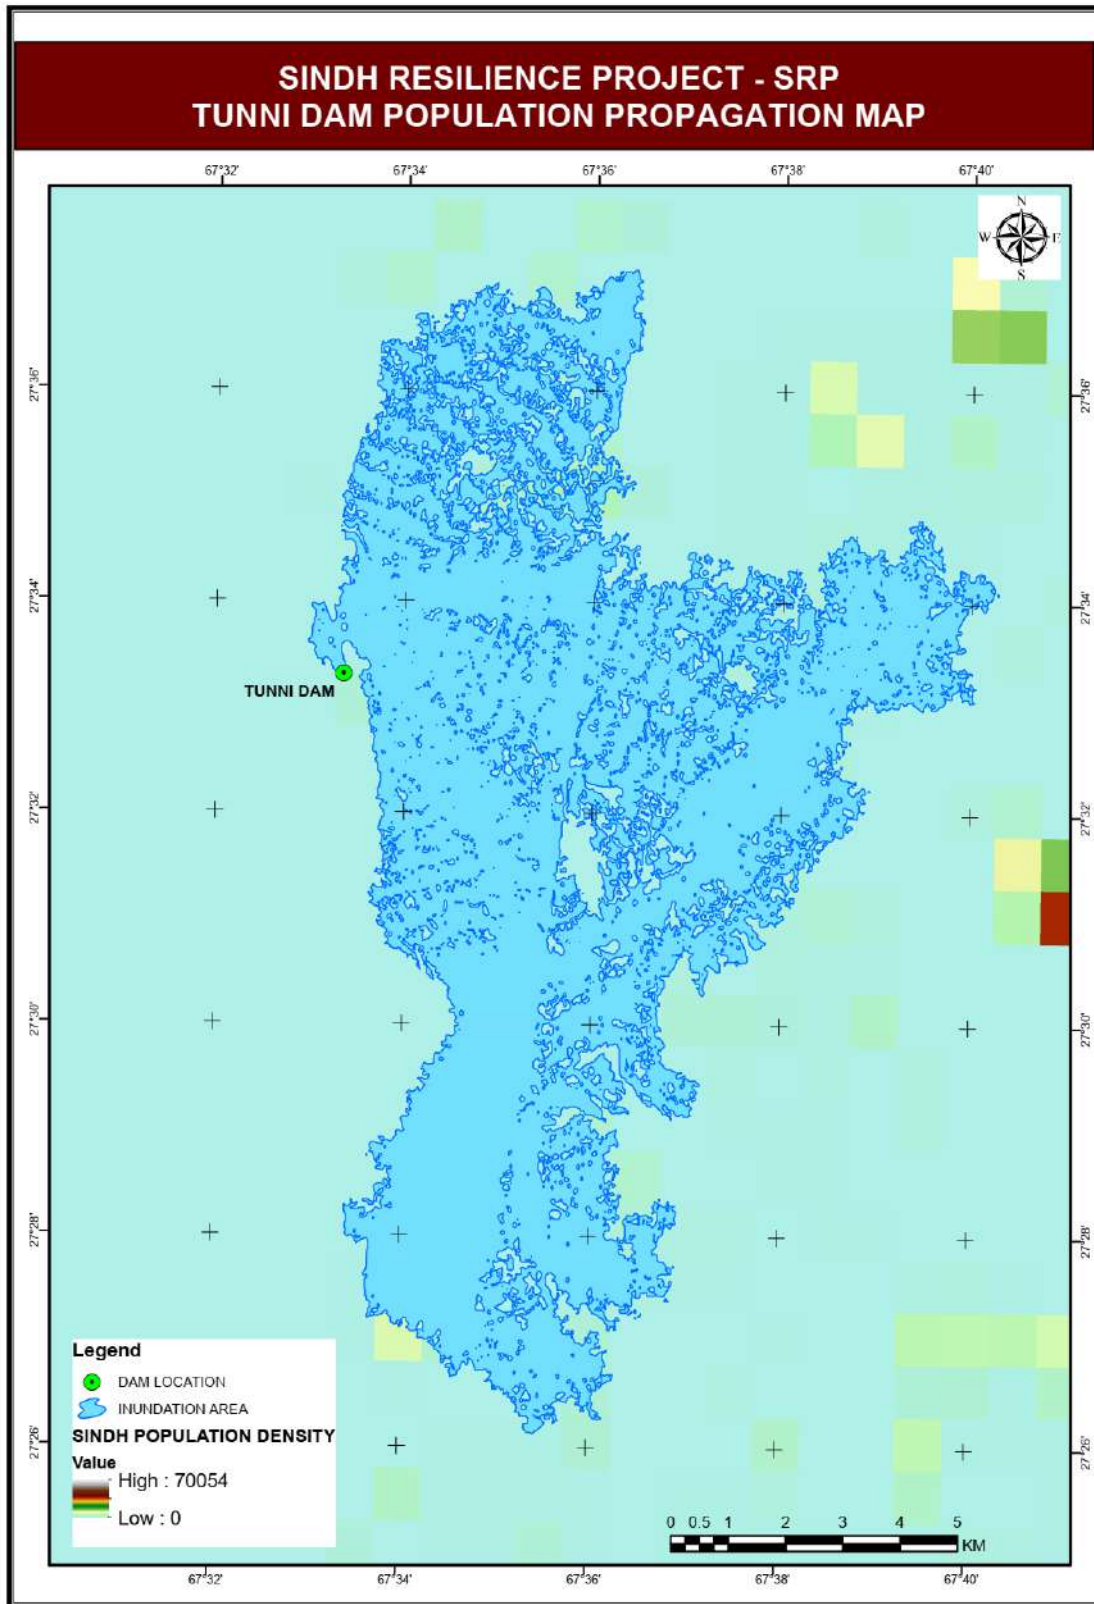 SINDH RESILIENCE PROJECT - SRP
TUNNI DAM POPULATION PROPAGATION MAP
67°32' 67°34' 67°36' 67°38' 67°40'
N
W E
S
27°36' 27°36'
27°34' 27°34'
TUNNI DAM
27°32' 27°32'
27°30' 27°30'
27°28' 27°28'
27°26' 27°26'
Legend
DAM LOCATION
INUNDATION AREA
SINDH POPULATION DENSITY
Value
High : 70054
Low : 0
0 0.5 1 2 3 4 5
KM
67°32' 67°34' 67°36' 67°38' 67°40'